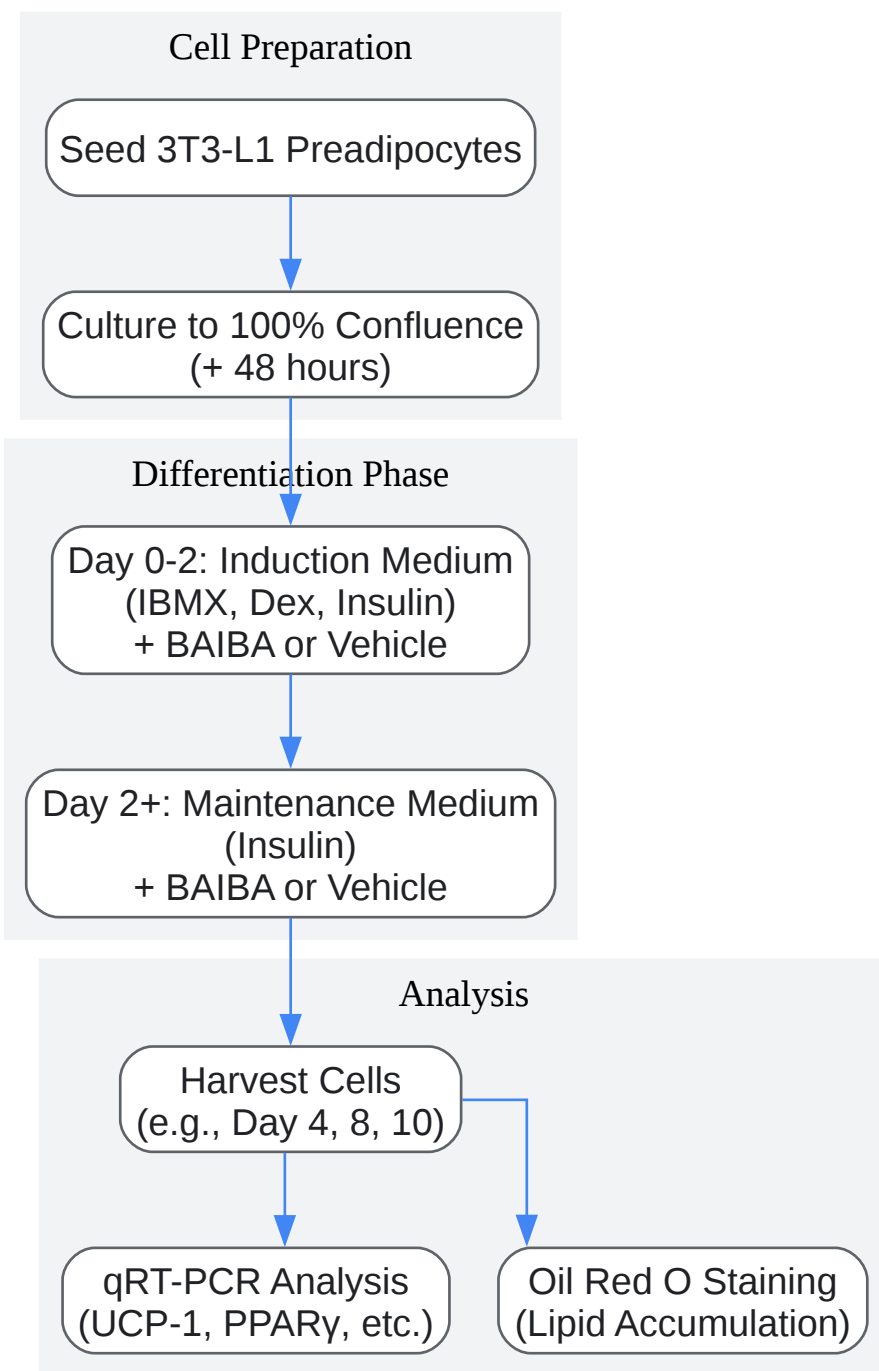 Cell Preparation
Seed 3T3-L1 Preadipocytes
Culture to 100% Confluence
(+ 48 hours)
Differentiation Phase
Day 0-2: Induction Medium
(IBMX, Dex, Insulin)
+ BAIBA or Vehicle
Day 2+: Maintenance Medium
(Insulin)
+ BAIBA or Vehicle
Analysis
Harvest Cells
(e.g., Day 4, 8, 10)
qRT-PCR Analysis
(UCP-1, PPARγ, etc.)
Oil Red O Staining
(Lipid Accumulation)